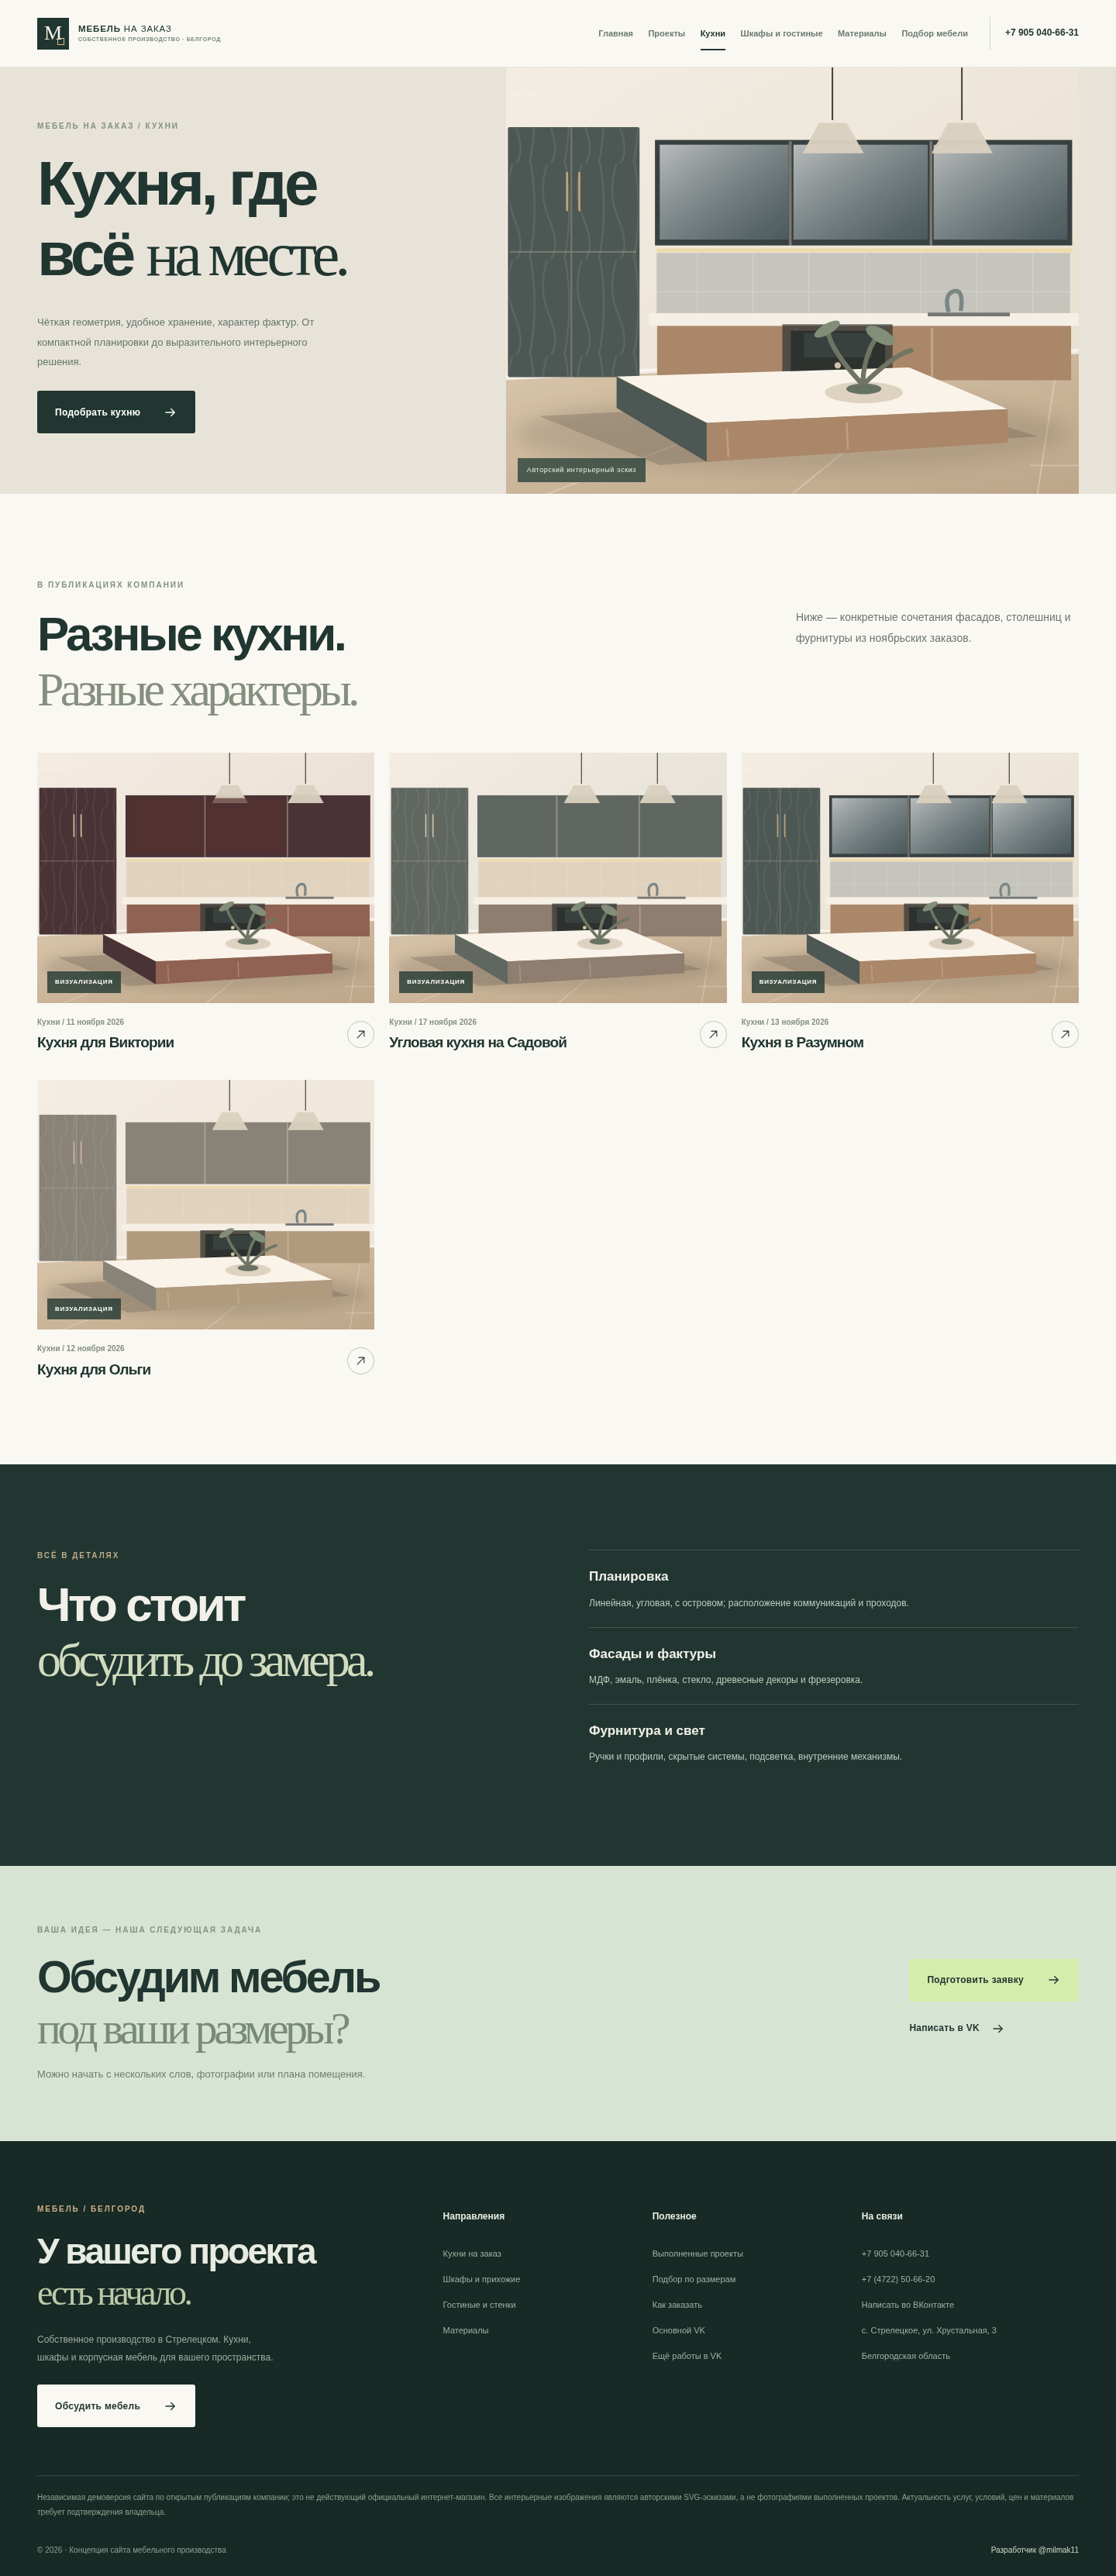 M
МЕБЕЛЬ НА ЗАКАЗ
СОБСТВЕННОЕ ПРОИЗВОДСТВО · БЕЛГОРОД
Главная
Проекты
Кухни
Шкафы и гостиные
Материалы
Подбор мебели
+7 905 040-66-31
МЕБЕЛЬ НА ЗАКАЗ / КУХНИ
Кухня, где
всё на месте.
Чёткая геометрия, удобное хранение, характер фактур. От
компактной планировки до выразительного интерьерного
решения.
Подобрать кухню
Авторский интерьерный эскиз
В ПУБЛИКАЦИЯХ КОМПАНИИ
Разные кухни.
Разные характеры.
Ниже — конкретные сочетания фасадов, столешниц и
фурнитуры из ноябрьских заказов.
ВИЗУАЛИЗАЦИЯ
Кухни / 11 ноября 2026
Кухня для Виктории
ВИЗУАЛИЗАЦИЯ
Кухни / 17 ноября 2026
Угловая кухня на Садовой
ВИЗУАЛИЗАЦИЯ
Кухни / 13 ноября 2026
Кухня в Разумном
ВИЗУАЛИЗАЦИЯ
Кухни / 12 ноября 2026
Кухня для Ольги
ВСЁ В ДЕТАЛЯХ
Что стоит
обсудить до замера.
Планировка
Линейная, угловая, с островом; расположение коммуникаций и проходов.
Фасады и фактуры
МДФ, эмаль, плёнка, стекло, древесные декоры и фрезеровка.
Фурнитура и свет
Ручки и профили, скрытые системы, подсветка, внутренние механизмы.
ВАША ИДЕЯ — НАША СЛЕДУЮЩАЯ ЗАДАЧА
Обсудим мебель
под ваши размеры?
Можно начать с нескольких слов, фотографии или плана помещения.
Подготовить заявку
Написать в VK
МЕБЕЛЬ / БЕЛГОРОД
У вашего проекта
есть начало.
Собственное производство в Стрелецком. Кухни,
шкафы и корпусная мебель для вашего пространства.
Обсудить мебель
Направления
Кухни на заказ
Шкафы и прихожие
Гостиные и стенки
Материалы
Полезное
Выполненные проекты
Подбор по размерам
Как заказать
Основной VK
Ещё работы в VK
На связи
+7 905 040-66-31
+7 (4722) 50-66-20
Написать во ВКонтакте
с. Стрелецкое, ул. Хрустальная, 3
Белгородская область
Независимая демоверсия сайта по открытым публикациям компании; это не действующий официальный интернет-магазин. Все интерьерные изображения являются авторскими SVG-эскизами, а не фотографиями выполненных проектов. Актуальность услуг, условий, цен и материалов
требует подтверждения владельца.
© 2026 · Концепция сайта мебельного производства
Разработчик @milmak11